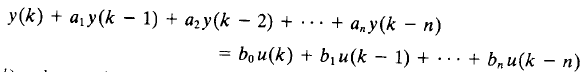 y(k) + a₁y(k − 1) + a₂y(k − 2) + ⋯ + aₙy(k − n)
= b₀u(k) + b₁u(k − 1) + ⋯ + bₙu(k − n)